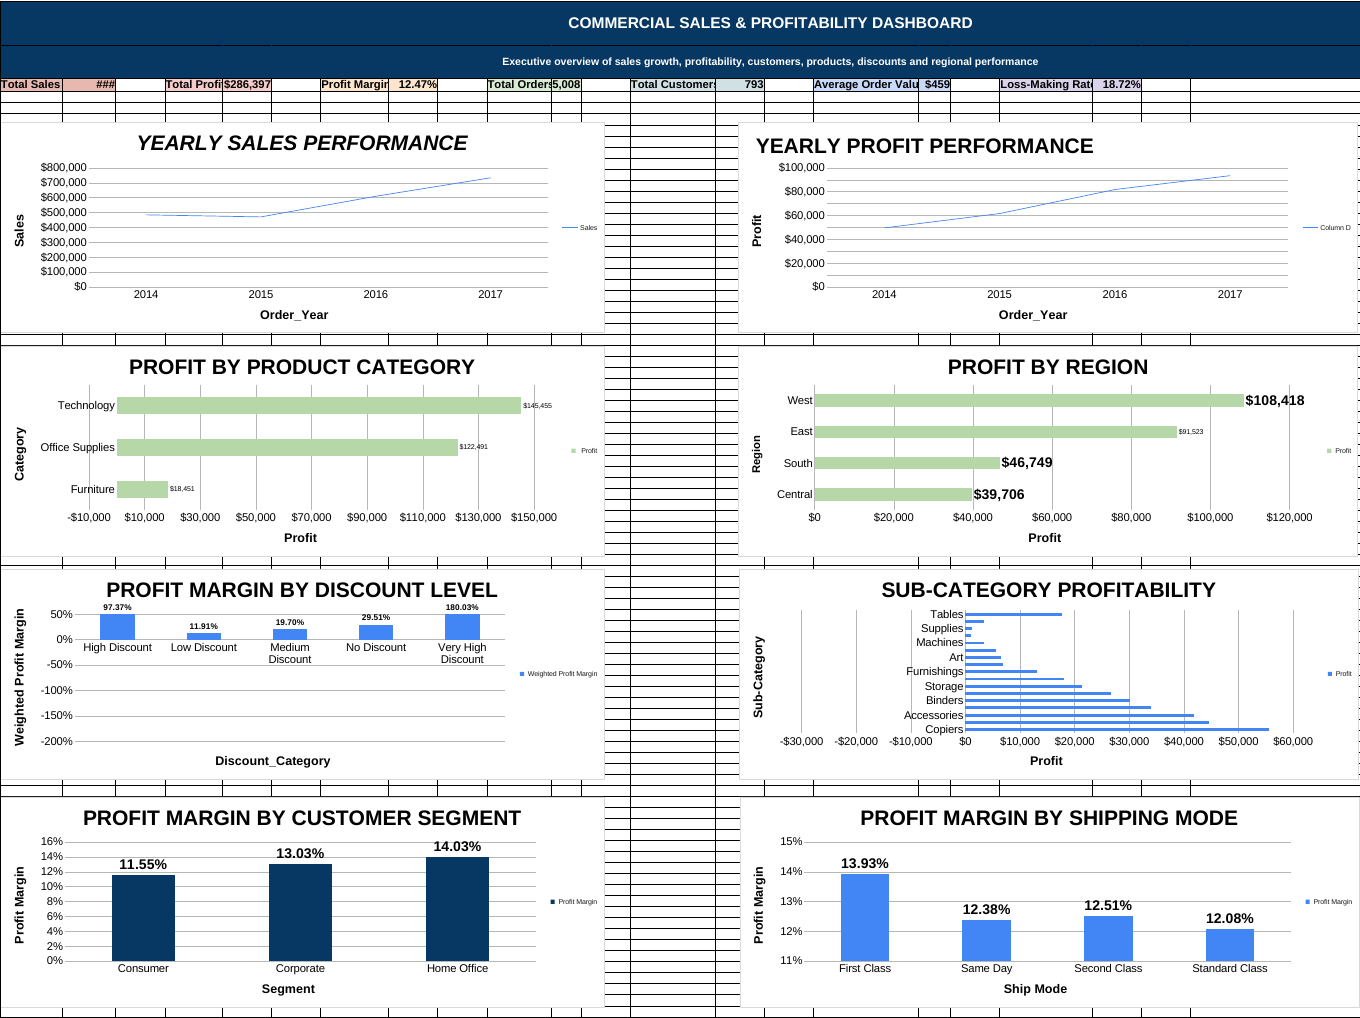 COMMERCIAL SALES & PROFITABILITY DASHBOARD
Executive overview of sales growth, profitability, customers, products, discounts and regional performance
Total Sales ### Total Profi $286,397 Profit Margin 12.47% Total Orders 5,008 Total Customer 793 Average Order Valu $459 Loss-Making Rate 18.72%
YEARLY SALES PERFORMANCE
$800,000
$700,000
$600,000
$500,000
$400,000
$300,000
$200,000
$100,000
$0
Sales
2014 2015 2016 2017
Order_Year
Sales
YEARLY PROFIT PERFORMANCE
$100,000
$80,000
$60,000
$40,000
$20,000
$0
Profit
2014 2015 2016 2017
Order_Year
Column D
PROFIT BY PRODUCT CATEGORY
Category
Technology $145,455
Office Supplies $122,491
Furniture $18,451
-$10,000 $10,000 $30,000 $50,000 $70,000 $90,000 $110,000 $130,000 $150,000
Profit
Profit
PROFIT BY REGION
Region
West $108,418
East $91,523
South $46,749
Central $39,706
$0 $20,000 $40,000 $60,000 $80,000 $100,000 $120,000
Profit
Profit
PROFIT MARGIN BY DISCOUNT LEVEL
Weighted Profit Margin
50%
0%
-50%
-100%
-150%
-200%
97.37% 11.91% 19.70% 29.51% 180.03%
High Discount Low Discount Medium Discount No Discount Very High Discount
Discount_Category
Weighted Profit Margin
SUB-CATEGORY PROFITABILITY
Sub-Category
Tables
Supplies
Machines
Art
Furnishings
Storage
Binders
Accessories
Copiers
-$30,000 -$20,000 -$10,000 $0 $10,000 $20,000 $30,000 $40,000 $50,000 $60,000
Profit
Profit
PROFIT MARGIN BY CUSTOMER SEGMENT
Profit Margin
16%
14%
12%
10%
8%
6%
4%
2%
0%
11.55% 13.03% 14.03%
Consumer Corporate Home Office
Segment
Profit Margin
PROFIT MARGIN BY SHIPPING MODE
Profit Margin
15%
14%
13%
12%
11%
13.93% 12.38% 12.51% 12.08%
First Class Same Day Second Class Standard Class
Ship Mode
Profit Margin